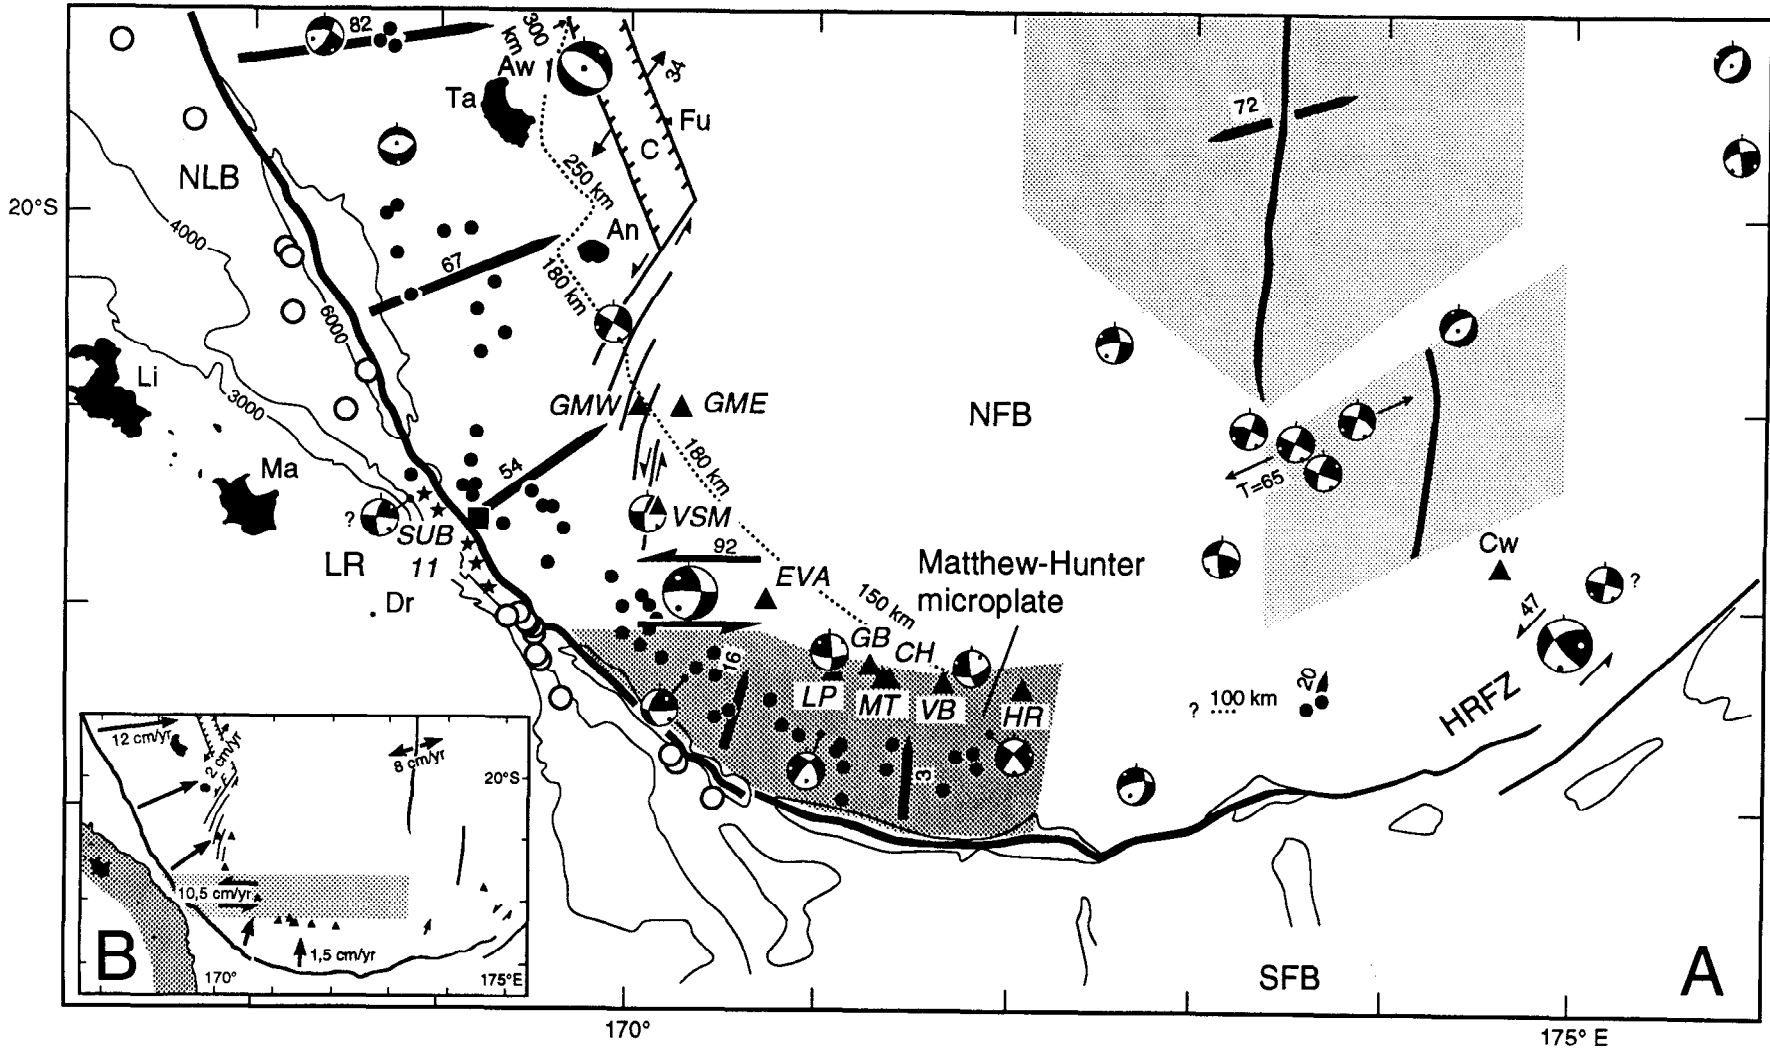 82
300
km
Aw
Ta
34
Fu
C
72
NLB
250 km
20°S
An
4000
67
180 km
6000
Li
3000
GMW
GME
NFB
Ma
54
180 km
T=65
?
SUB
VSM
92
LR
11
Cw
Dr
EVA
Matthew-Hunter
microplate
150 km
?
47
GB
CH
16
LP
MT
VB
HR
20
? 100 km
HRFZ
13
12 cm/yr
2 cm/yr
8 cm/yr
20°S
10,5 cm/yr
1,5 cm/yr
B
170°
175°E
SFB
A
170°
175° E